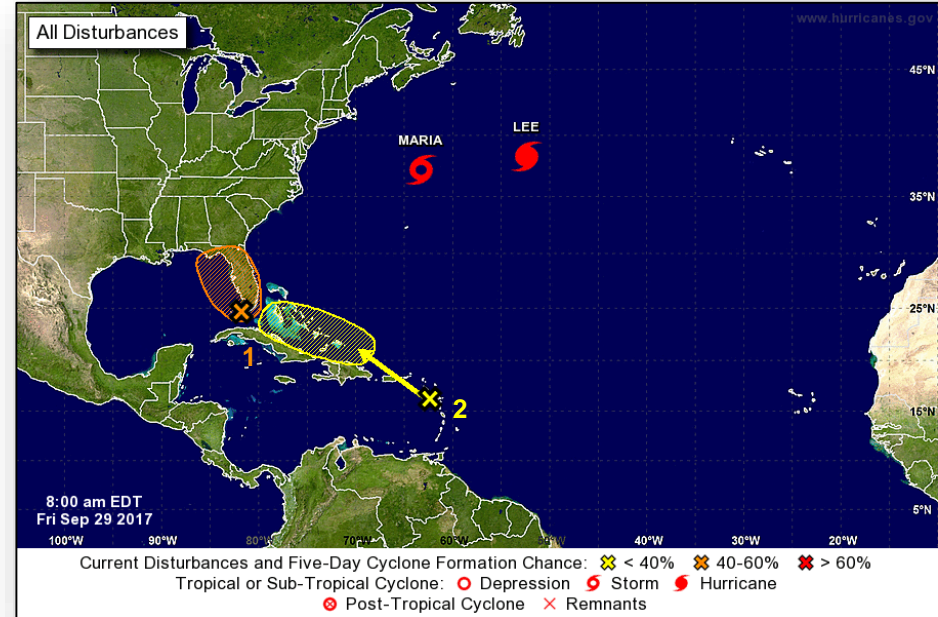 All Disturbances
www.hurricanes.gov
45°N
MARIA
LEE
35°N
25°N
1
2
15°N
8:00 am EDT
Fri Sep 29 2017
5°N
100°W 90°W 80°W 70°W 60°W 50°W 40°W 30°W 20°W
Current Disturbances and Five-Day Cyclone Formation Chance: < 40% 40-60% > 60%
Tropical or Sub-Tropical Cyclone: Depression Storm Hurricane
Post-Tropical Cyclone Remnants